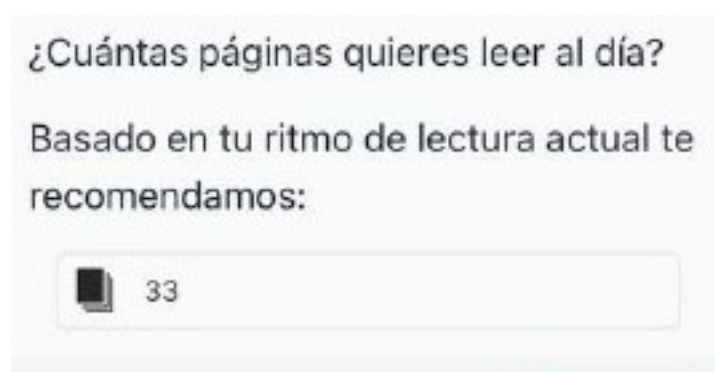 ¿Cuántas páginas quieres leer al día?
Basado en tu ritmo de lectura actual te
recomendamos:
33